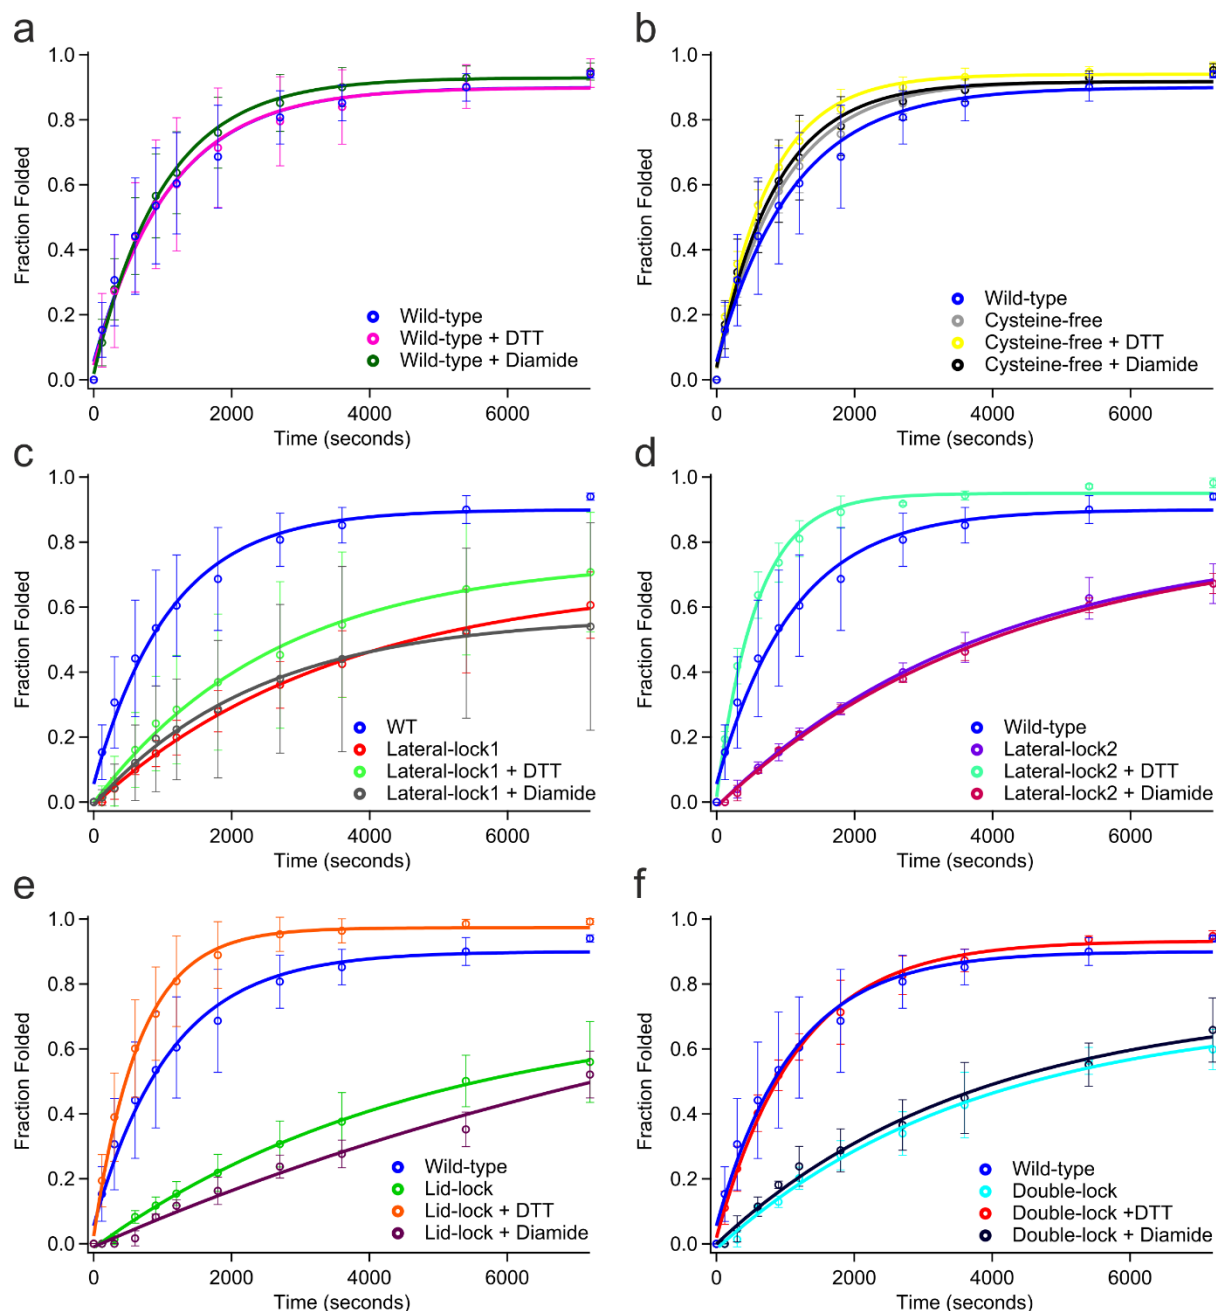 a
1.0
0.8
0.6
0.4
0.2
0.0
Fraction Folded
Wild-type
Wild-type + DTT
Wild-type + Diamide
0
2000
4000
6000
Time (seconds)
b
1.0
0.8
0.6
0.4
0.2
0.0
Fraction Folded
Wild-type
Cysteine-free
Cysteine-free + DTT
Cysteine-free + Diamide
0
2000
4000
6000
Time (seconds)
c
1.0
0.8
0.6
0.4
0.2
0.0
Fraction Folded
WT
Lateral-lock1
Lateral-lock1 + DTT
Lateral-lock1 + Diamide
0
2000
4000
6000
Time (seconds)
d
1.0
0.8
0.6
0.4
0.2
0.0
Fraction Folded
Wild-type
Lateral-lock2
Lateral-lock2 + DTT
Lateral-lock2 + Diamide
0
2000
4000
6000
Time (seconds)
e
1.0
0.8
0.6
0.4
0.2
0.0
Fraction Folded
Wild-type
Lid-lock
Lid-lock + DTT
Lid-lock + Diamide
0
2000
4000
6000
Time (seconds)
f
1.0
0.8
0.6
0.4
0.2
0.0
Fraction Folded
Wild-type
Double-lock
Double-lock +DTT
Double-lock + Diamide
0
2000
4000
6000
Time (seconds)